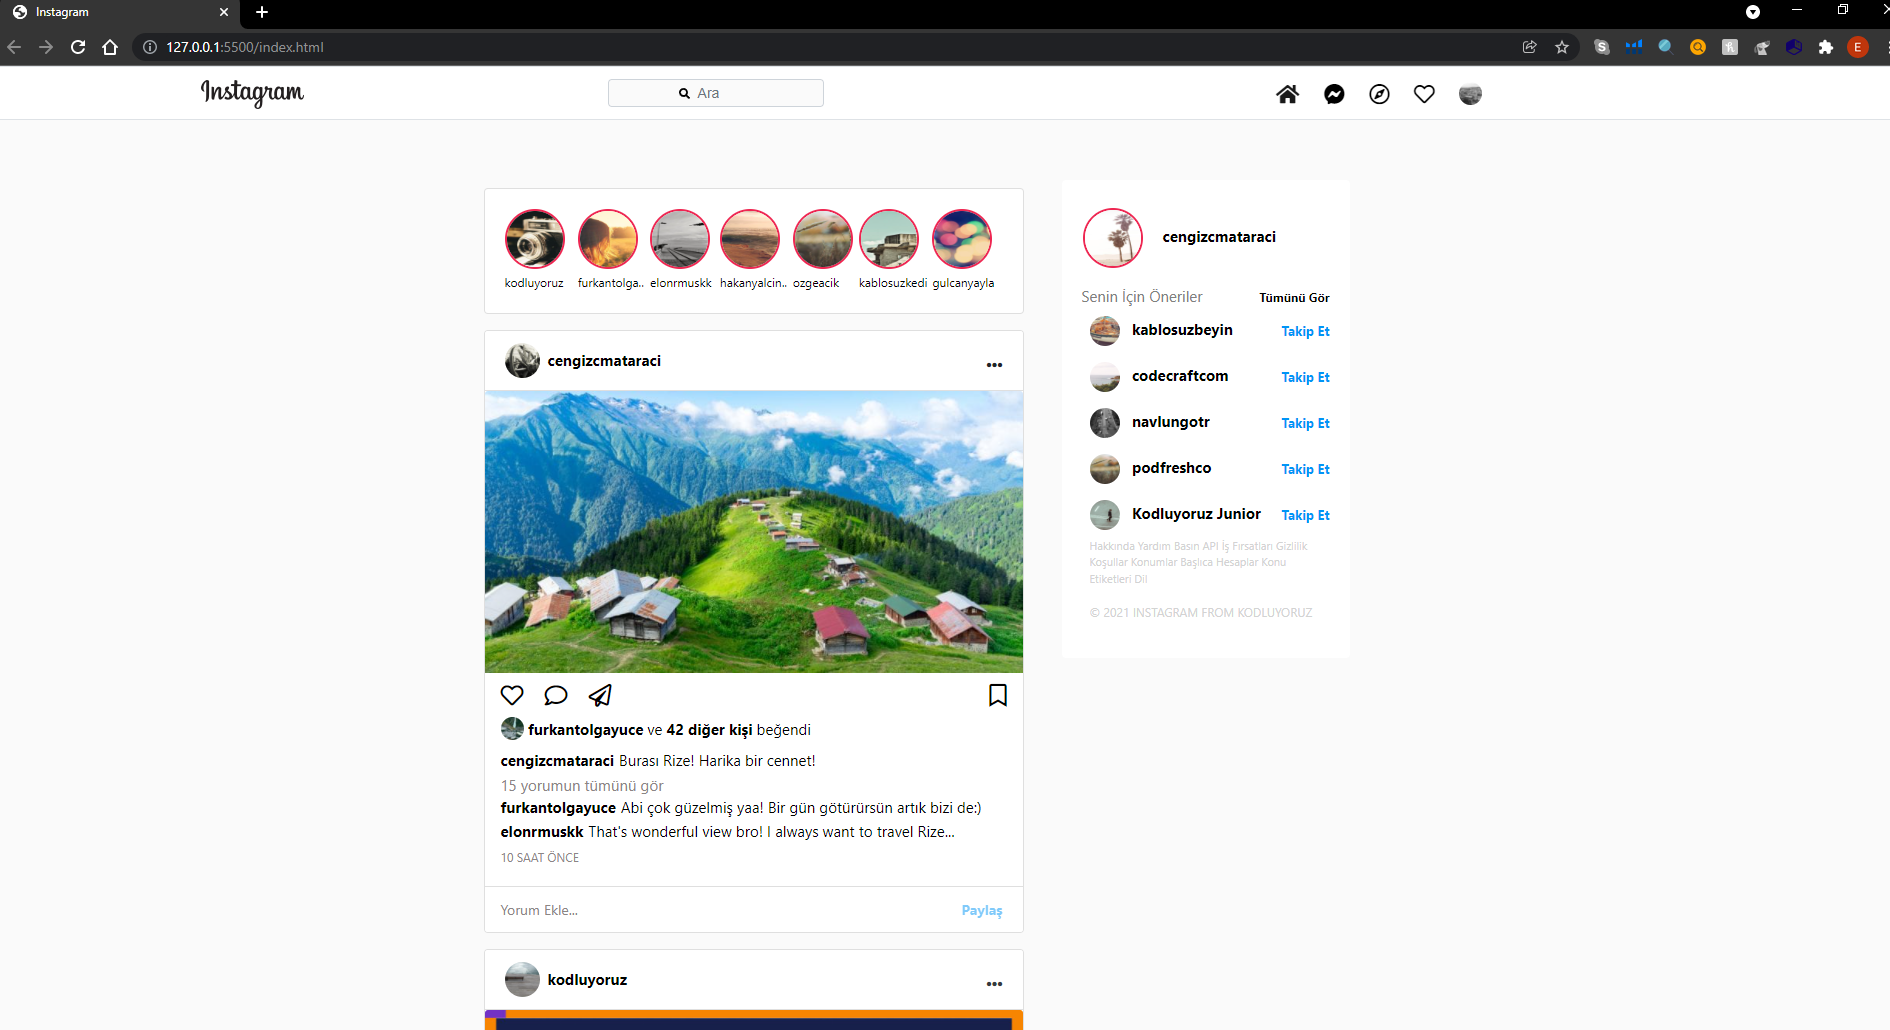 Instagram
127.0.0.1:5500/index.html
E
Instagram
Ara
kodluyoruz furkantolga.. elonrmuskk hakanyalcin.. ozgeacik kablosuzkedi gulcanyayla
cengizcmataraci
Senin İçin Öneriler Tümünü Gör
kablosuzbeyin Takip Et
codecraftcom Takip Et
navlungotr Takip Et
podfreshco Takip Et
Kodluyoruz Junior Takip Et
Hakkında Yardım Basın API İş Fırsatları Gizlilik
Koşullar Konumlar Başlıca Hesaplar Konu
Etiketleri Dil
© 2021 INSTAGRAM FROM KODLUYORUZ
cengizcmataraci
furkantolgayuce ve 42 diğer kişi beğendi
cengizcmataraci Burası Rize! Harika bir cennet!
15 yorumun tümünü gör
furkantolgayuce Abi çok güzelmiş yaa! Bir gün götürürsün artık bizi de:)
elonrmuskk That's wonderful view bro! I always want to travel Rize...
10 SAAT ÖNCE
Yorum Ekle... Paylaş
kodluyoruz